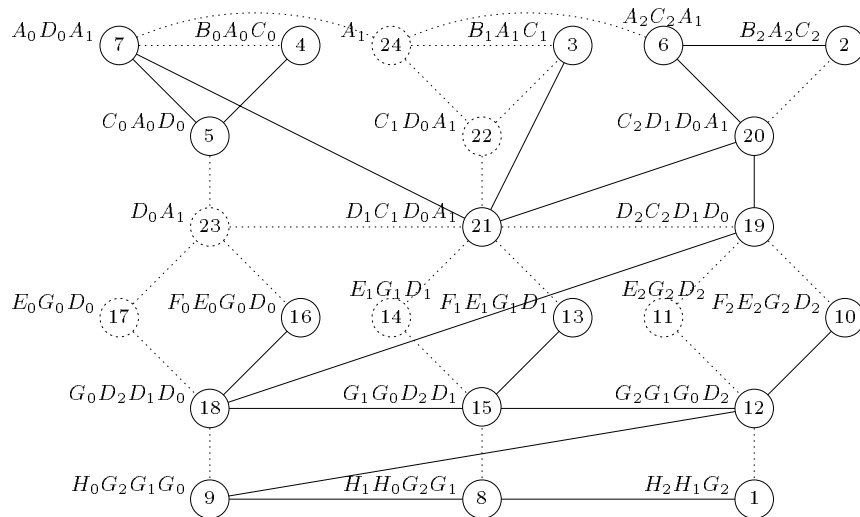 A₀D₀A₁ 7 B₀A₀C₀ 4 A₁ 24 B₁A₁C₁ 3 A₂C₂A₁ 6 B₂A₂C₂ 2
C₀A₀D₀ 5 C₁D₀A₁ 22 C₂D₁D₀A₁ 20
D₀A₁ 23 D₁C₁D₀A₁ 21 D₂C₂D₁D₀ 19
E₀G₀D₀ 17 F₀E₀G₀D₀ 16 E₁G₁D₁ 14 F₁E₁G₁D₁ 13 E₂G₂D₂ 11 F₂E₂G₂D₂ 10
G₀D₂D₁D₀ 18 G₁G₀D₂D₁ 15 G₂G₁G₀D₂ 12
H₀G₂G₁G₀ 9 H₁H₀G₂G₁ 8 H₂H₁G₂ 1